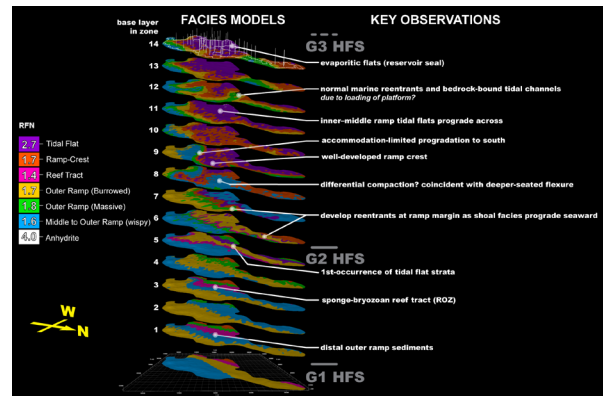 FACIES MODELS
KEY OBSERVATIONS
base layer
in zone
14
G3 HFS
evaporitic flats (reservoir seal)
13
12
normal marine reentrants and bedrock-bound tidal channels
due to loading of platform?
11
inner-middle ramp tidal flats prograde across
10
accommodation-limited progradation to south
9
well-developed ramp crest
8
differential compaction? coincident with deeper-seated flexure
7
develop reentrants at ramp margin as shoal facies prograde seaward
6
G2 HFS
5
1st-occurrence of tidal flat strata
4
3
sponge-bryozoan reef tract (ROZ)
2
1
distal outer ramp sediments
G1 HFS
RFN
2.7 Tidal Flat
1.7 Ramp-Crest
1.4 Reef Tract
1.7 Outer Ramp (Burrowed)
1.8 Outer Ramp (Massive)
1.6 Middle to Outer Ramp (wispy)
4.0 Anhydrite
W
N